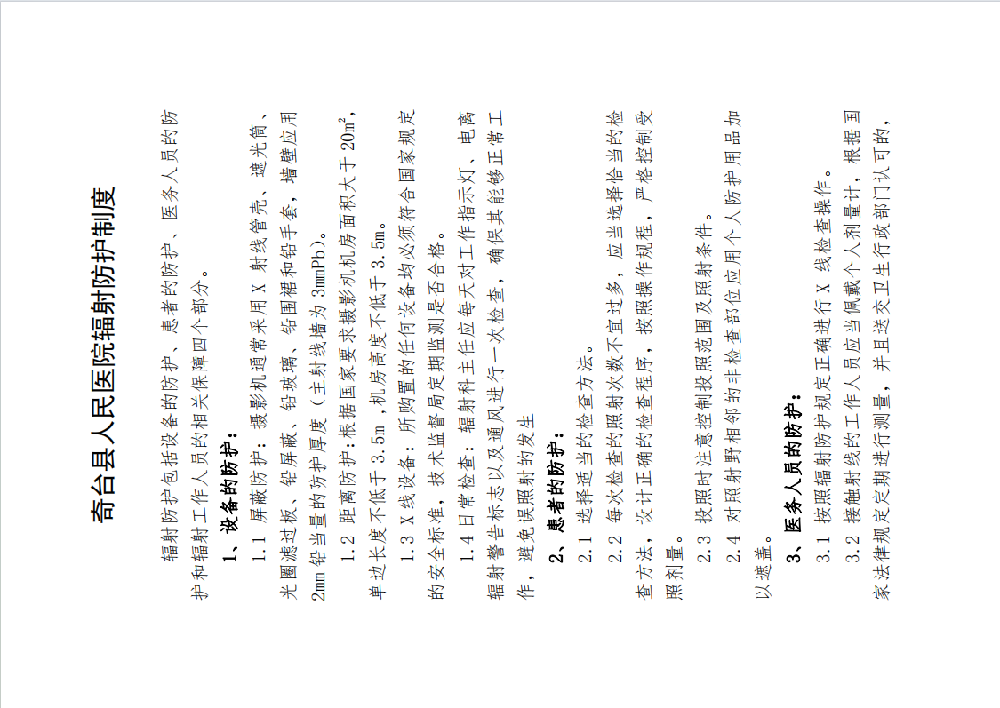 奇台县人民医院辐射防护制度
辐射防护包括设备的防护、患者的防护、医务人员的防
护和辐射工作人员的相关保障四个部分。
1、设备的防护：
1.1 屏蔽防护：摄影机通常采用 X 射线管壳、遮光筒、
光圈滤过板、铅屏蔽、铅玻璃、铅围裙和铅手套，墙壁应用
2mm 铅当量的防护厚度（主射线墙为 3mmPb）。
1.2 距离防护：根据国家要求摄影机机房面积大于 20m²，
单边长度不低于 3.5m ,机房高度不低于 3.5m。
1.3 X 线设备：所购置的任何设备均必须符合国家规定
的安全标准，技术监督局定期监测是否合格。
1.4 日常检查：辐射科主任应每天对工作指示灯、电离
辐射警告标志以及通风进行一次检查，确保其能够正常工
作，避免误照射的发生
2、患者的防护：
2.1 选择适当的检查方法。
2.2 每次检查的照射次数不宜过多，应当选择恰当的检
查方法，设计正确的检查程序，按照操作规程，严格控制受
照剂量。
2.3 投照时注意控制投照范围及照射条件。
2.4 对照射野相邻的非检查部位应用个人防护用品加
以遮盖。
3、医务人员的防护：
3.1 按照辐射防护规定正确进行 X 线检查操作。
3.2 接触射线的工作人员应当佩戴个人剂量计，根据国
家法律规定定期进行测量，并且送交卫生行政部门认可的，